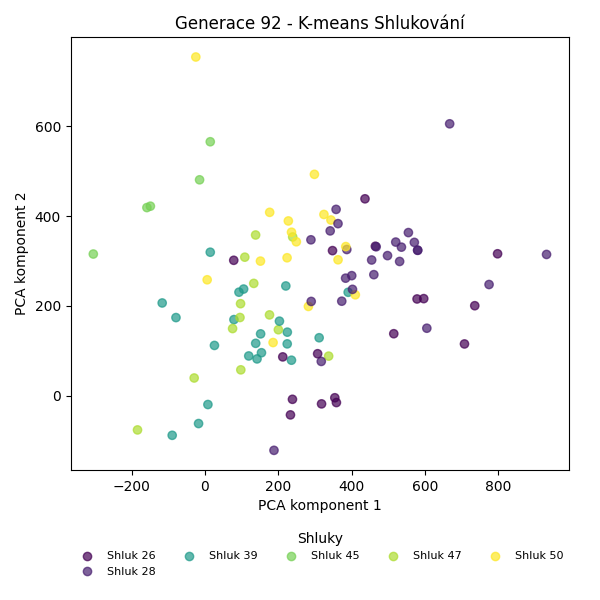 Generace 92 - K-means Shlukování
PCA komponent 2
600
400
200
0
−200 0 200 400 600 800
PCA komponent 1
Shluky
Shluk 26 Shluk 39 Shluk 45 Shluk 47 Shluk 50
Shluk 28